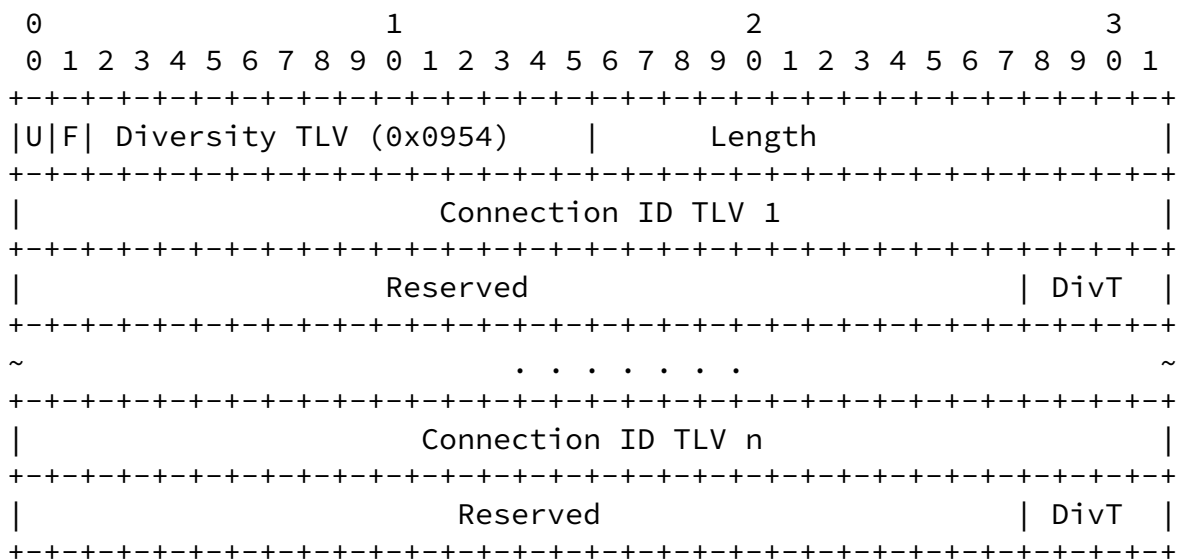 0                   1                   2                   3
 0 1 2 3 4 5 6 7 8 9 0 1 2 3 4 5 6 7 8 9 0 1 2 3 4 5 6 7 8 9 0 1
+-+-+-+-+-+-+-+-+-+-+-+-+-+-+-+-+-+-+-+-+-+-+-+-+-+-+-+-+-+-+-+-+
|U|F| Diversity TLV (0x0954)    |      Length                   |
+-+-+-+-+-+-+-+-+-+-+-+-+-+-+-+-+-+-+-+-+-+-+-+-+-+-+-+-+-+-+-+-+
|                       Connection ID TLV 1                     |
+-+-+-+-+-+-+-+-+-+-+-+-+-+-+-+-+-+-+-+-+-+-+-+-+-+-+-+-+-+-+-+-+
|                    Reserved                           | DivT  |
+-+-+-+-+-+-+-+-+-+-+-+-+-+-+-+-+-+-+-+-+-+-+-+-+-+-+-+-+-+-+-+-+
~                           . . . . . . .                       ~
+-+-+-+-+-+-+-+-+-+-+-+-+-+-+-+-+-+-+-+-+-+-+-+-+-+-+-+-+-+-+-+-+
|                      Connection ID TLV n                      |
+-+-+-+-+-+-+-+-+-+-+-+-+-+-+-+-+-+-+-+-+-+-+-+-+-+-+-+-+-+-+-+-+
|                        Reserved                       | DivT  |
+-+-+-+-+-+-+-+-+-+-+-+-+-+-+-+-+-+-+-+-+-+-+-+-+-+-+-+-+-+-+-+-+